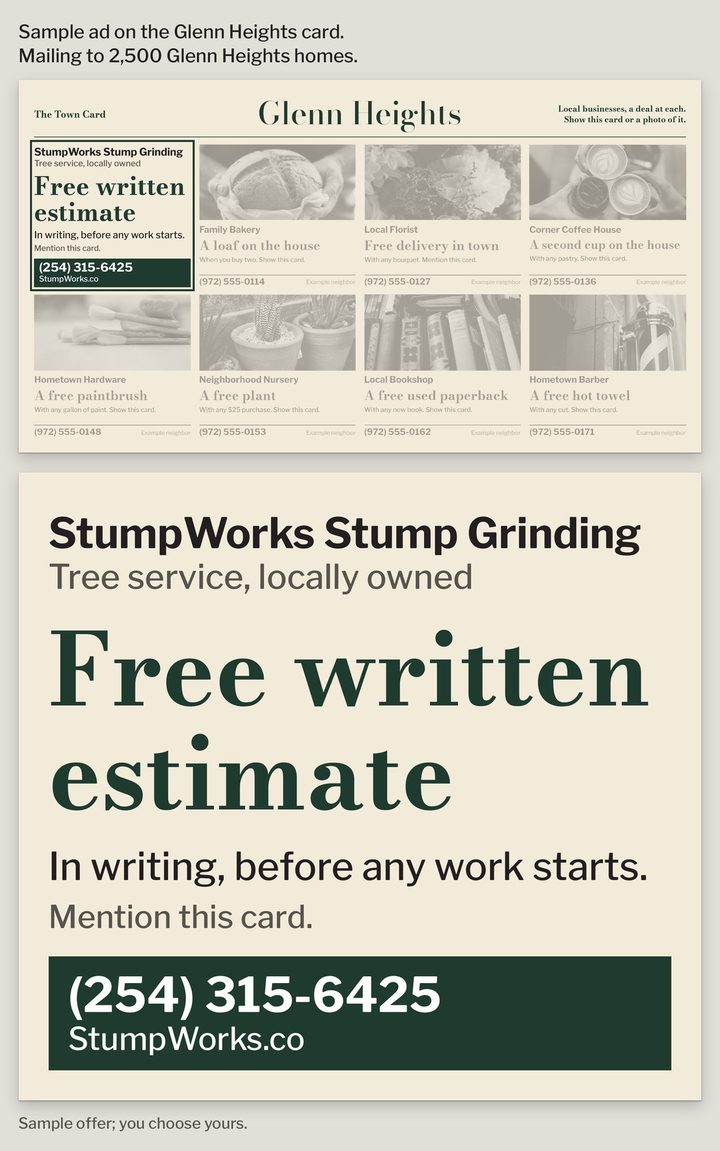 Sample ad on the Glenn Heights card.
Mailing to 2,500 Glenn Heights homes.
The Town Card
Glenn Heights
Local businesses, a deal at each.
Show this card or a photo of it.
StumpWorks Stump Grinding
Tree service, locally owned
Free written
estimate
In writing, before any work starts.
Mention this card.
(254) 315-6425
StumpWorks.co
Family Bakery
A loaf on the house
When you buy two. Show this card.
(972) 555-0114 Example neighbor
Local Florist
Free delivery in town
With any bouquet. Mention this card.
(972) 555-0127 Example neighbor
Corner Coffee House
A second cup on the house
With any pastry. Show this card.
(972) 555-0136 Example neighbor
Hometown Hardware
A free paintbrush
With any gallon of paint. Show this card.
(972) 555-0148 Example neighbor
Neighborhood Nursery
A free plant
With any $25 purchase. Show this card.
(972) 555-0153 Example neighbor
Local Bookshop
A free used paperback
With any new book. Show this card.
(972) 555-0162 Example neighbor
Hometown Barber
A free hot towel
With any cut. Show this card.
(972) 555-0171 Example neighbor
StumpWorks Stump Grinding
Tree service, locally owned
Free written
estimate
In writing, before any work starts.
Mention this card.
(254) 315-6425
StumpWorks.co
Sample offer; you choose yours.